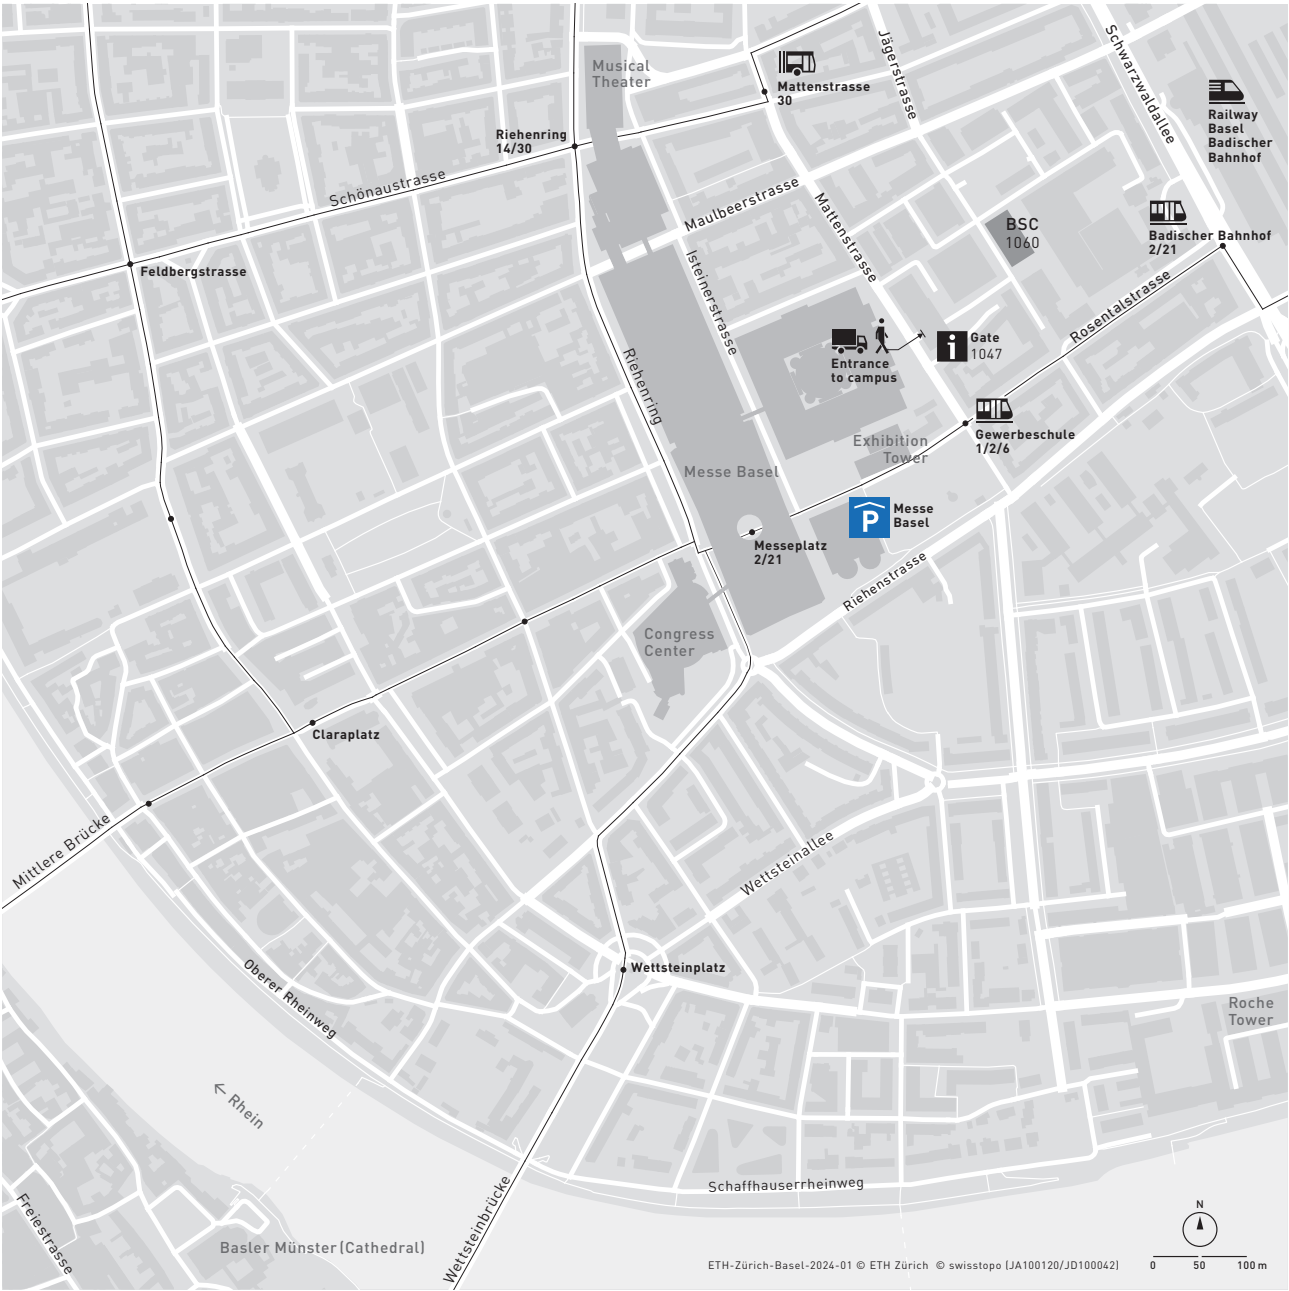 Musical
Theater
Mattenstrasse
30
Jägerstrasse
Schwarzwaldallee
Railway
Basel
Badischer
Bahnhof
Riehenring
14/30
Schönaustrasse
Maulbeerstrasse
Mattenstrasse
BSC
1060
Badischer Bahnhof
2/21
Feldbergstrasse
Isteinerstrasse
Rosentalstrasse
Riehenring
Entrance
to campus
i
Gate
1047
Gewerbeschule
1/2/6
Exhibition
Tower
Messe Basel
P
Messe
Basel
Messeplatz
2/21
Riehenstrasse
Congress
Center
Claraplatz
Mittlere Brücke
Wettsteinallee
Wettsteinplatz
Oberer Rheinweg
Roche
Tower
← Rhein
Schaffhauserrheinweg
Wettsteinbrücke
Freiestrasse
Basler Münster (Cathedral)
N
ETH-Zürich-Basel-2024-01 © ETH Zürich © swisstopo (JA100120/JD100042)
0 50 100 m